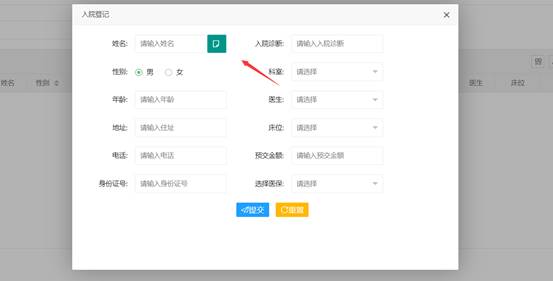 入院登记
姓名: 请输入姓名 入院诊断: 请输入入院诊断
性别: 男 女 科室: 请选择
姓名 性别 医生 床位
年龄: 请输入年龄 医生: 请选择
地址: 请输入住址 床位: 请选择
电话: 请输入电话 预交金额: 请输入预交金额
身份证号: 请输入身份证号 选择医保: 请选择
提交 重置